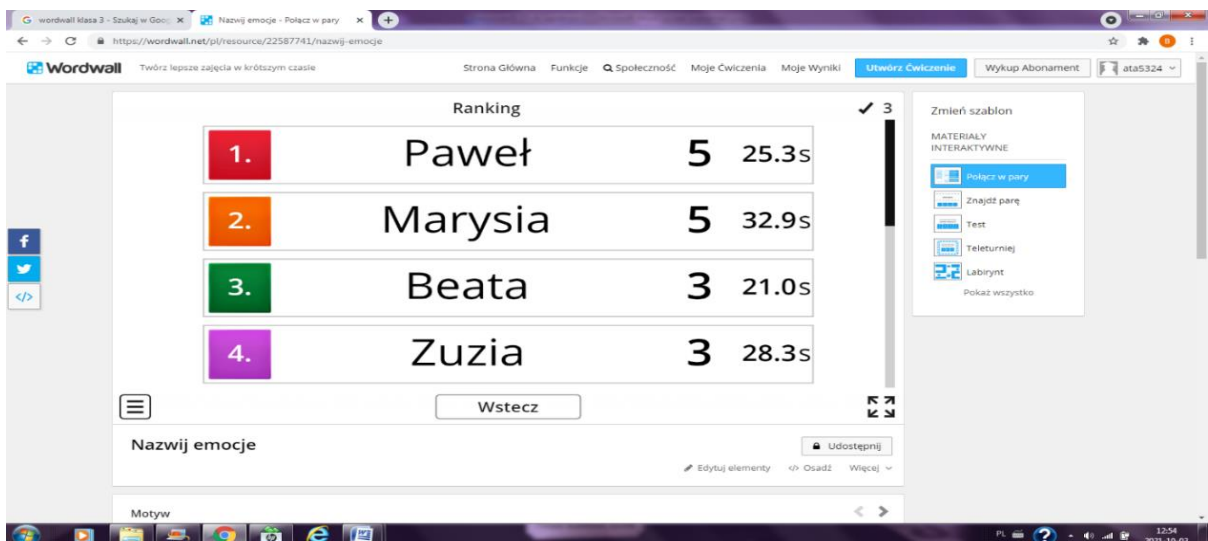 wordwall klasa 3 - Szukaj w Goog
Nazwij emocje - Połącz w pary
https://wordwall.net/pl/resource/22587741/nazwij-emocje
Wordwall Twórz lepsze zajęcia w krótszym czasie Strona Główna Funkcje Społeczność Moje Ćwiczenia Moje Wyniki Utwórz Ćwiczenie Wykup Abonament ata5324
Ranking
3
1. Paweł 5 25.3s
2. Marysia 5 32.9s
3. Beata 3 21.0s
4. Zuzia 3 28.3s
Wstecz
Zmień szablon
MATERIAŁY
INTERAKTYWNE
Połącz w pary
Znajdź parę
Test
Teleturniej
Labirynt
Pokaż wszystko
Nazwij emocje
Udostępnij
Edytuj elementy </> Osadź Więcej
Motyw
PL 12:54